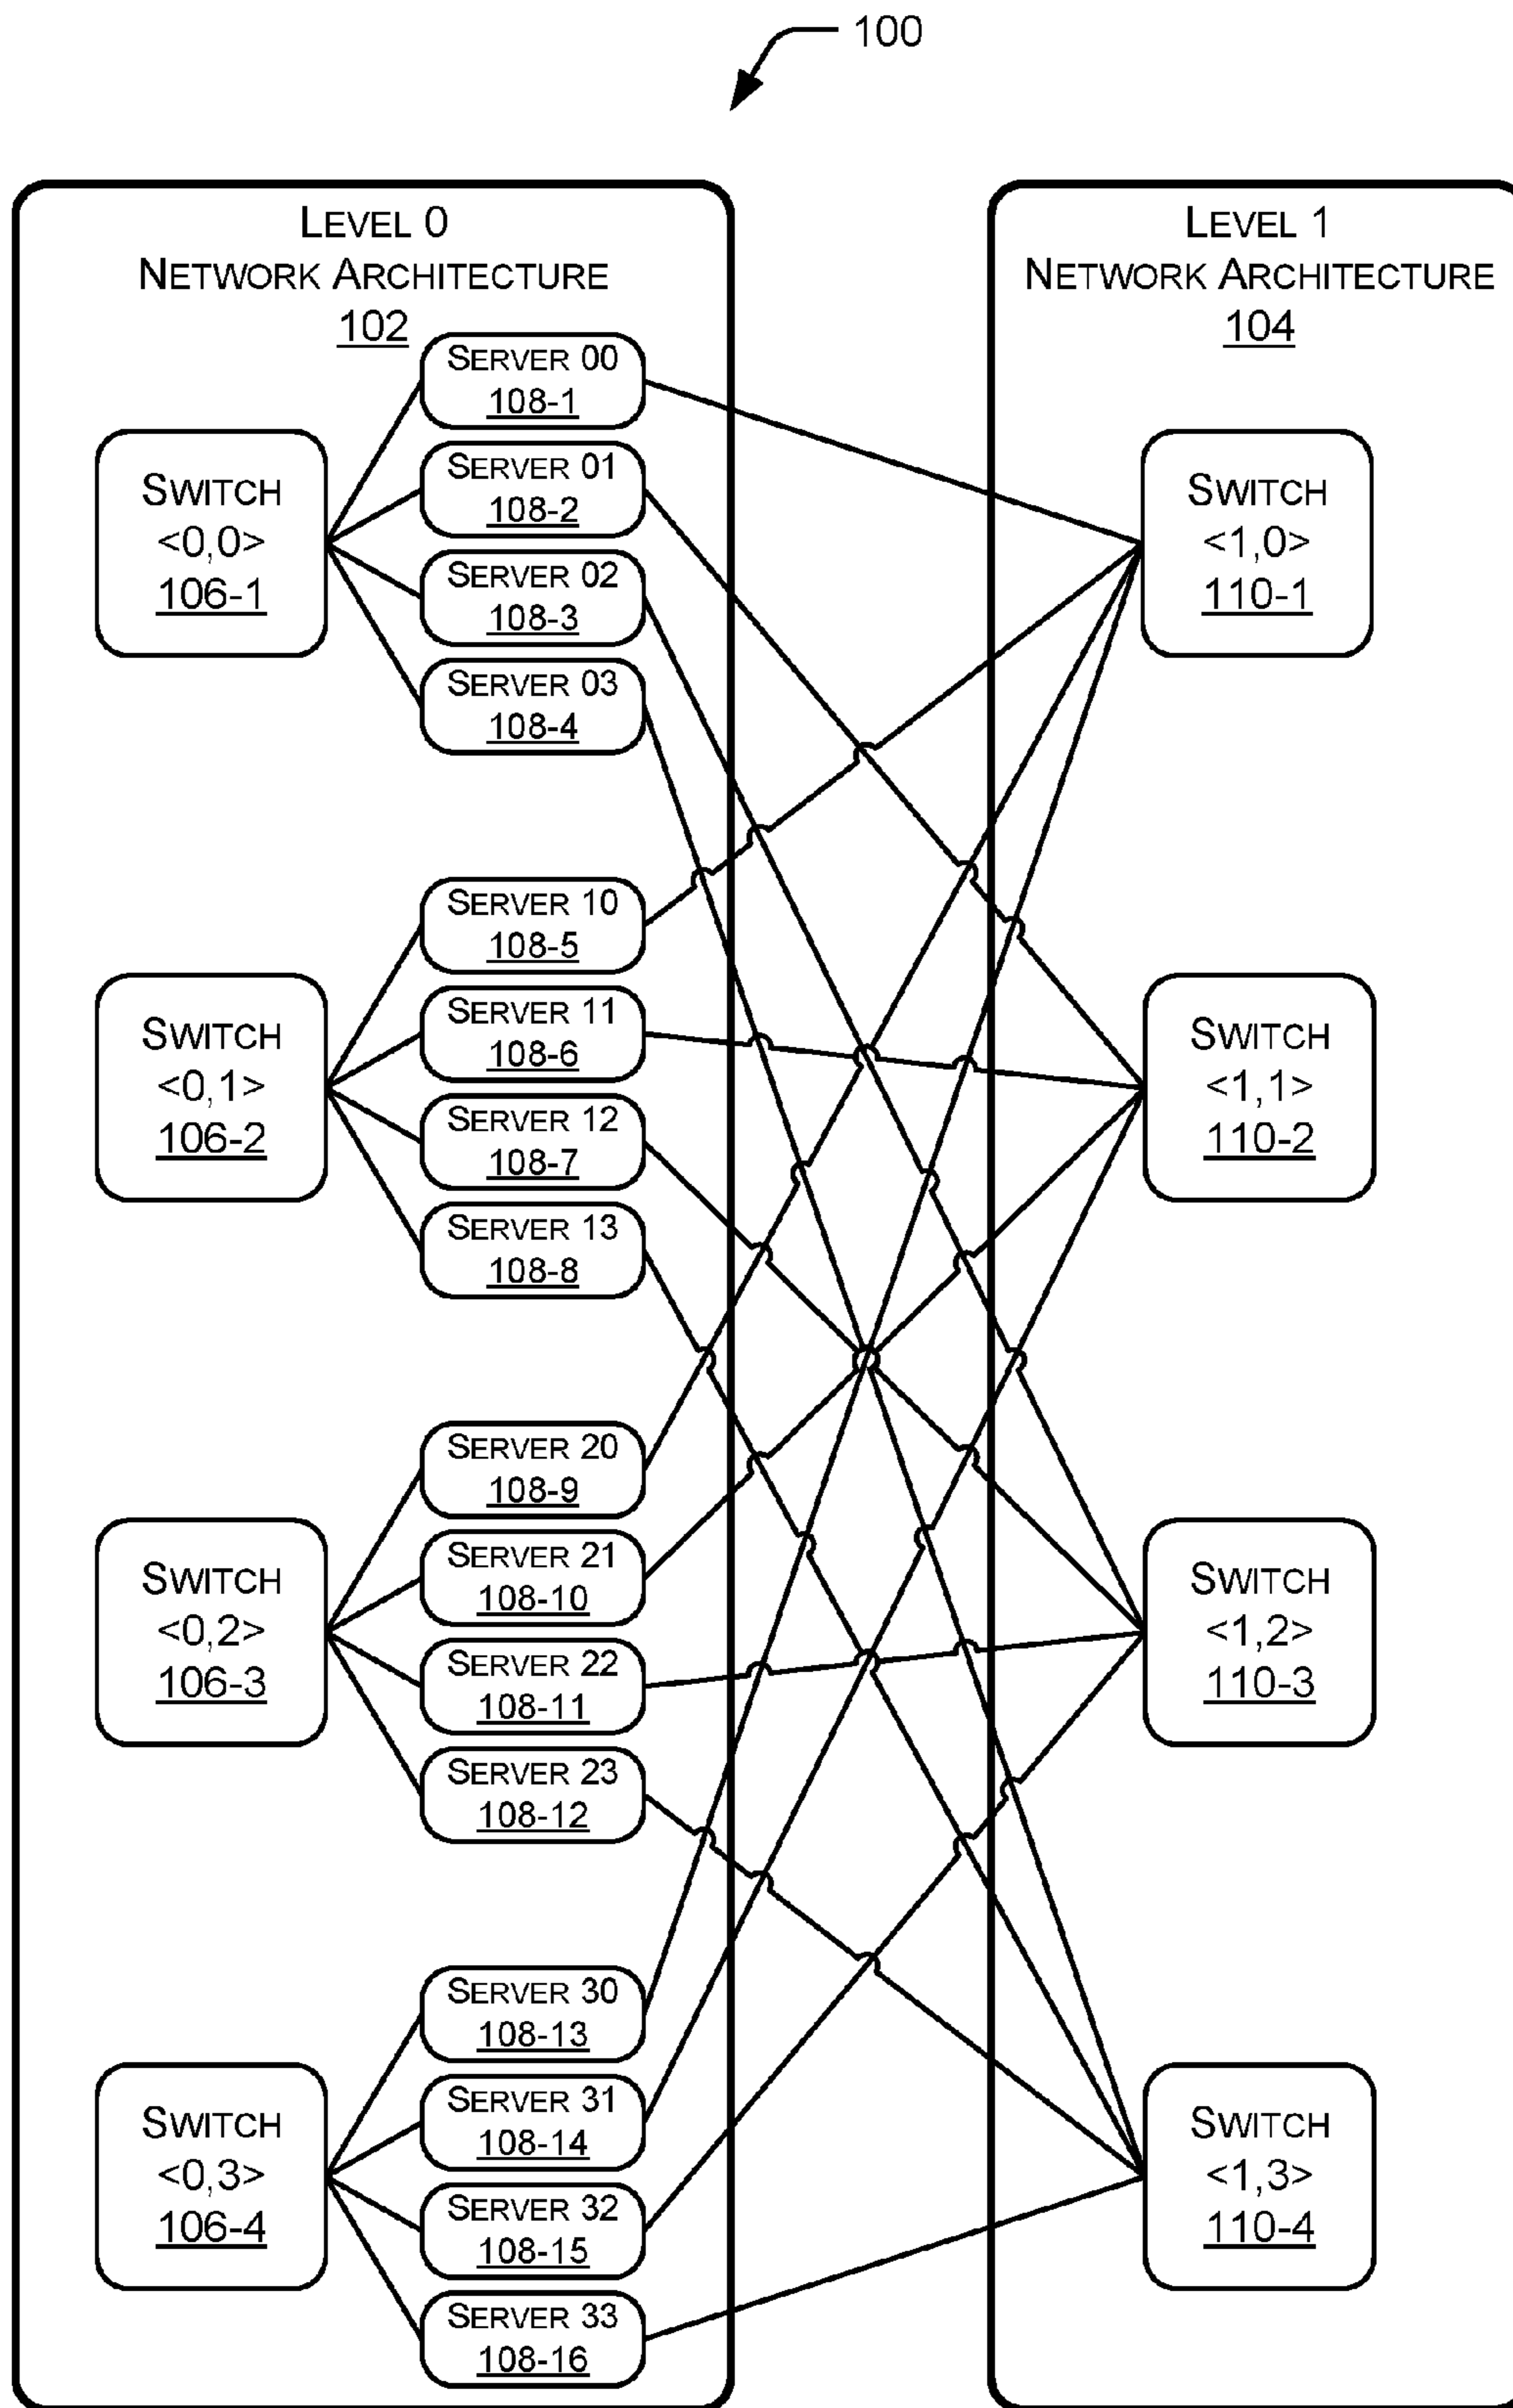 100
LEVEL 0
NETWORK ARCHITECTURE
102
SERVER 00
108-1
SERVER 01
108-2
SERVER 02
108-3
SERVER 03
108-4
SWITCH
<0,0>
106-1
SERVER 10
108-5
SERVER 11
108-6
SERVER 12
108-7
SERVER 13
108-8
SWITCH
<0,1>
106-2
SERVER 20
108-9
SERVER 21
108-10
SERVER 22
108-11
SERVER 23
108-12
SWITCH
<0,2>
106-3
SERVER 30
108-13
SERVER 31
108-14
SERVER 32
108-15
SERVER 33
108-16
SWITCH
<0,3>
106-4
LEVEL 1
NETWORK ARCHITECTURE
104
SWITCH
<1,0>
110-1
SWITCH
<1,1>
110-2
SWITCH
<1,2>
110-3
SWITCH
<1,3>
110-4